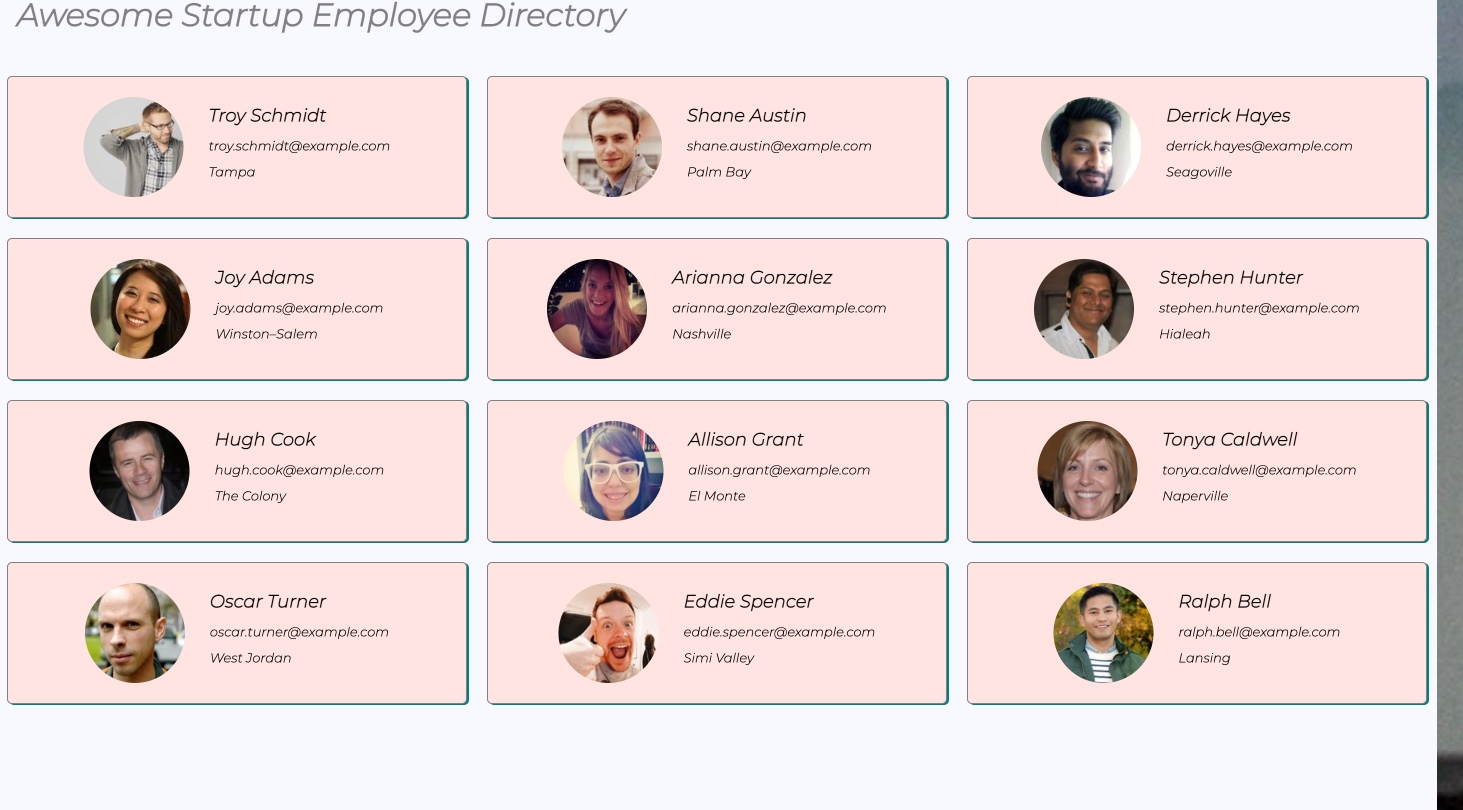 Awesome Startup Employee Directory
Troy Schmidt
troy.schmidt@example.com
Tampa
Shane Austin
shane.austin@example.com
Palm Bay
Derrick Hayes
derrick.hayes@example.com
Seagoville
Joy Adams
joy.adams@example.com
Winston–Salem
Arianna Gonzalez
arianna.gonzalez@example.com
Nashville
Stephen Hunter
stephen.hunter@example.com
Hialeah
Hugh Cook
hugh.cook@example.com
The Colony
Allison Grant
allison.grant@example.com
El Monte
Tonya Caldwell
tonya.caldwell@example.com
Naperville
Oscar Turner
oscar.turner@example.com
West Jordan
Eddie Spencer
eddie.spencer@example.com
Simi Valley
Ralph Bell
ralph.bell@example.com
Lansing